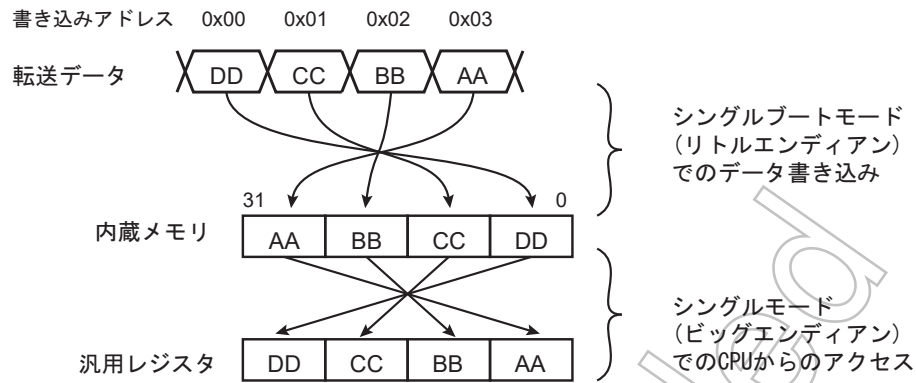 書き込みアドレス 0x00 0x01 0x02 0x03
転送データ DD CC BB AA
シングルブートモード
(リトルエンディアン)
でのデータ書き込み
31 0
内蔵メモリ AA BB CC DD
シングルモード
(ビッグエンディアン)
でのCPUからのアクセス
汎用レジスタ DD CC BB AA